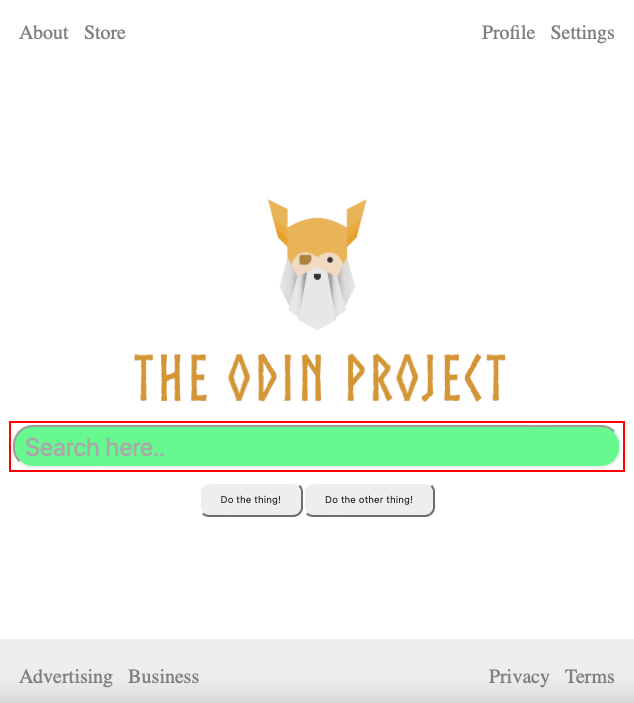 About Store Profile Settings
THE ODIN PROJECT
Search here..
Do the thing! Do the other thing!
Advertising Business Privacy Terms